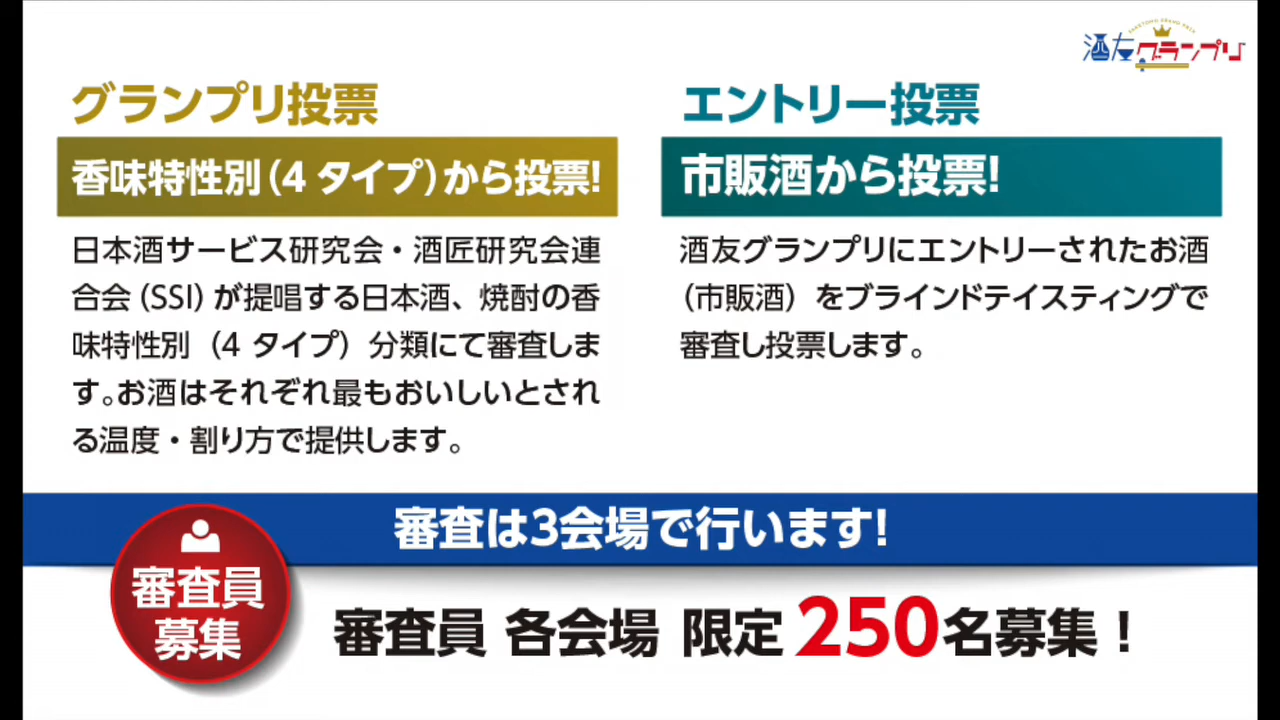 酒友グランプリ
グランプリ投票
香味特性別（4 タイプ）から投票!
日本酒サービス研究会・酒匠研究会連
合会（SSI）が提唱する日本酒、焼酎の香
味特性別（4 タイプ）分類にて審査しま
す。お酒はそれぞれ最もおいしいとされ
る温度・割り方で提供します。
エントリー投票
市販酒から投票!
酒友グランプリにエントリーされたお酒
（市販酒）をブラインドテイスティングで
審査し投票します。
審査は3会場で行います!
審査員
募集
審査員 各会場 限定250名募集！